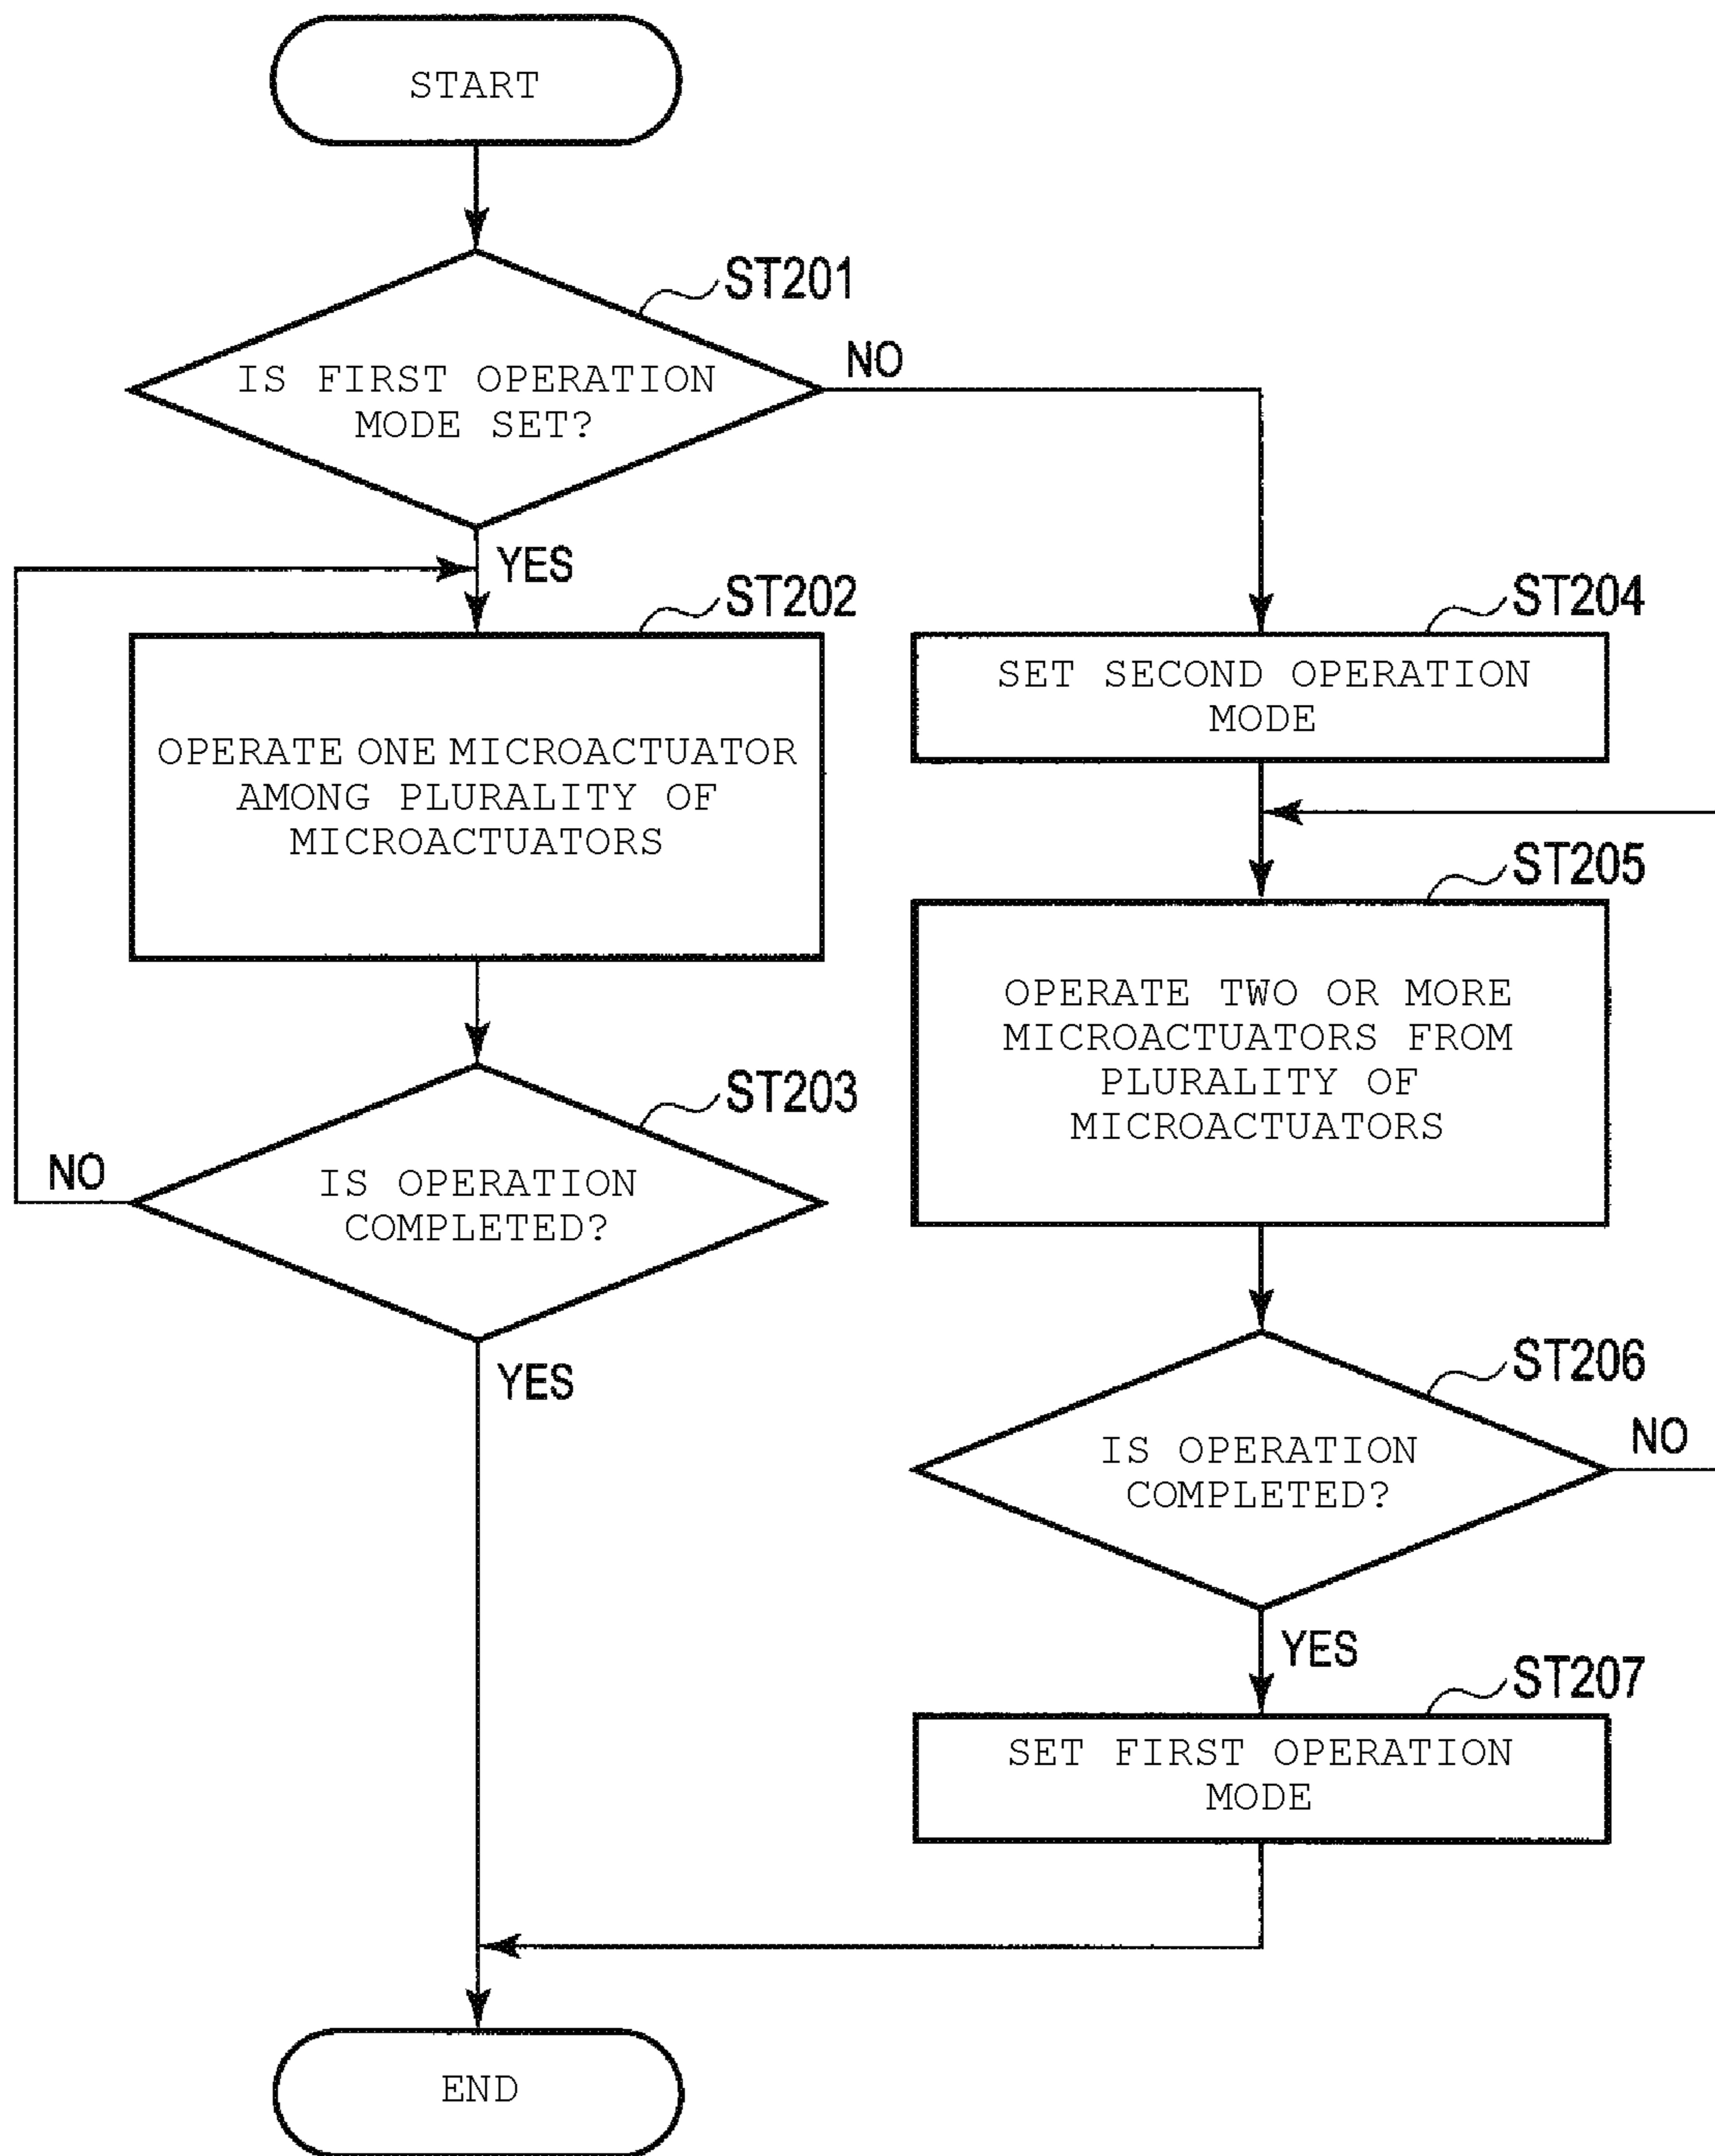 START
ST201
IS FIRST OPERATION
MODE SET?
NO
YES
ST202
OPERATE ONE MICROACTUATOR
AMONG PLURALITY OF
MICROACTUATORS
ST203
IS OPERATION
COMPLETED?
NO
YES
ST204
SET SECOND OPERATION
MODE
ST205
OPERATE TWO OR MORE
MICROACTUATORS FROM
PLURALITY OF
MICROACTUATORS
ST206
IS OPERATION
COMPLETED?
NO
YES
ST207
SET FIRST OPERATION
MODE
END